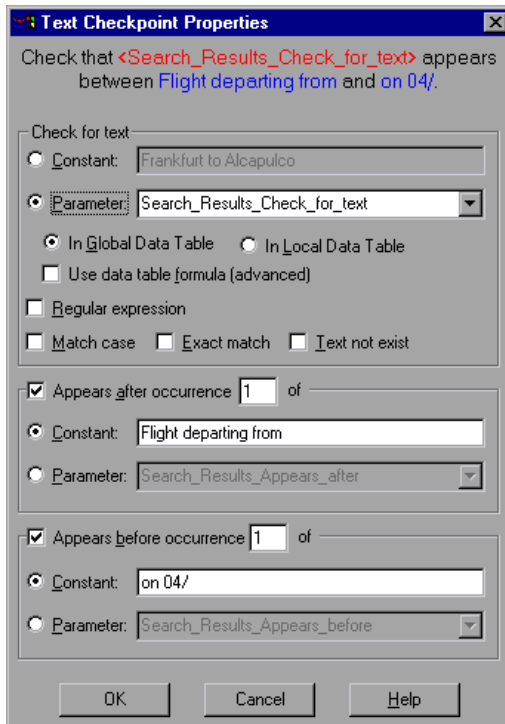 Text Checkpoint Properties
Check that <Search_Results_Check_for_text> appears
between Flight departing from and on 04/.
Check for text
Constant: Frankfurt to Alcapulco
Parameter: Search_Results_Check_for_text
In Global Data Table In Local Data Table
Use data table formula (advanced)
Regular expression
Match case Exact match Text not exist
Appears after occurrence 1 of
Constant: Flight departing from
Parameter: Search_Results_Appears_after
Appears before occurrence 1 of
Constant: on 04/
Parameter: Search_Results_Appears_before
OK Cancel Help